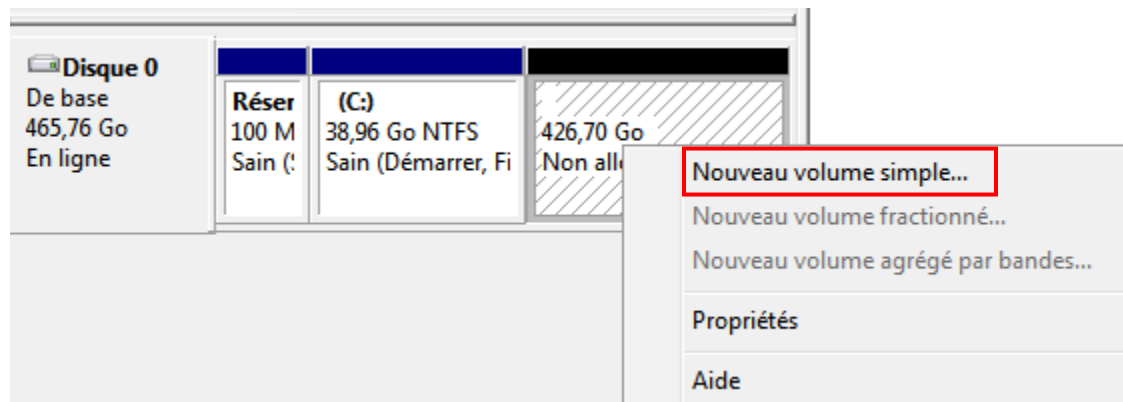 Disque 0
De base
465,76 Go
En ligne
Réser
100 M
Sain (:
(C:)
38,96 Go NTFS
Sain (Démarrer, Fi
426,70 Go
Non all
Nouveau volume simple...
Nouveau volume fractionné...
Nouveau volume agrégé par bandes...
Propriétés
Aide